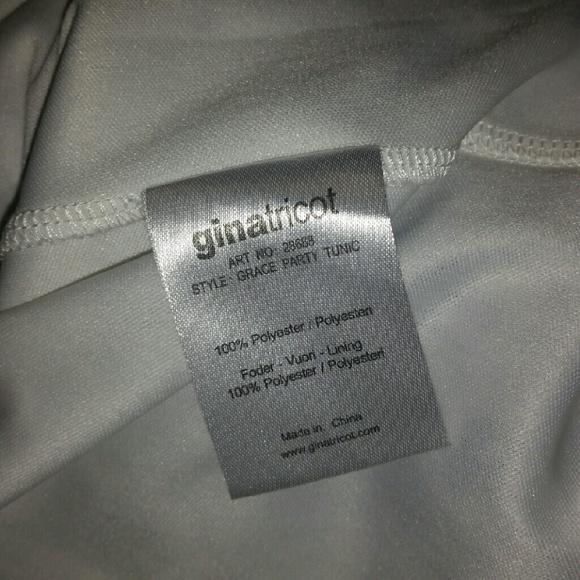 ginatricot
ART NO· 28688
STYLE· GRACE PARTY TUNIC
100% Polyester / Polyesteri
Foder - Vuori - Lining
100% Polyester / Polyesteri
Made in China
www.ginatricot.com